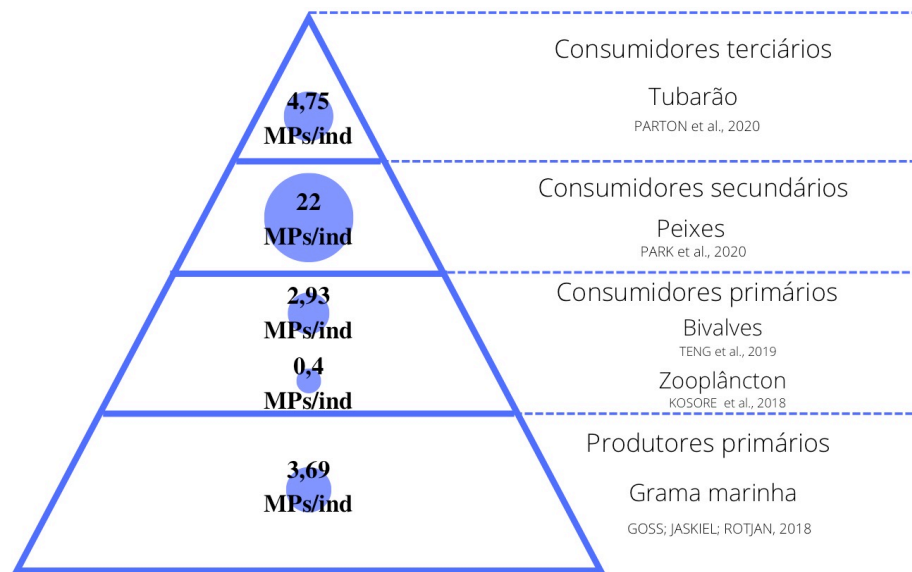 Consumidores terciários
4,75
MPs/ind
Tubarão
PARTON et al., 2020
Consumidores secundários
22
MPs/ind
Peixes
PARK et al., 2020
Consumidores primários
2,93
MPs/ind
Bivalves
TENG et al., 2019
0,4
MPs/ind
Zooplâncton
KOSORE et al., 2018
Produtores primários
3,69
MPs/ind
Grama marinha
GOSS; JASKIEL; ROTJAN, 2018